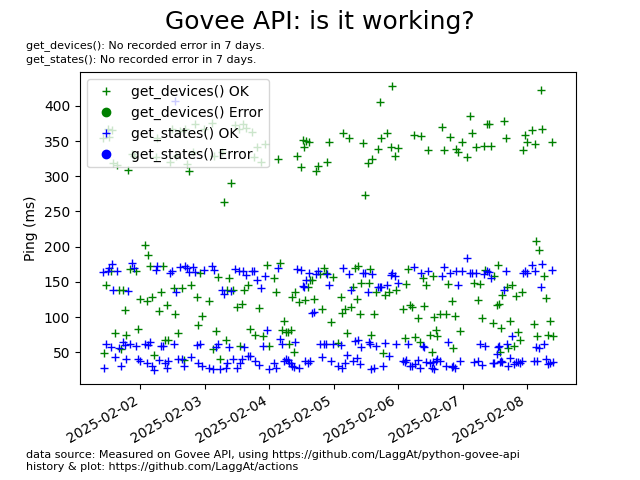 Govee API: is it working?
get_devices(): No recorded error in 7 days.
get_states(): No recorded error in 7 days.
get_devices() OK
get_devices() Error
get_states() OK
get_states() Error
Ping (ms)
400
350
300
250
200
150
100
50
2025-02-02
2025-02-03
2025-02-04
2025-02-05
2025-02-06
2025-02-07
2025-02-08
data source: Measured on Govee API, using https://github.com/LaggAt/python-govee-api
history & plot: https://github.com/LaggAt/actions